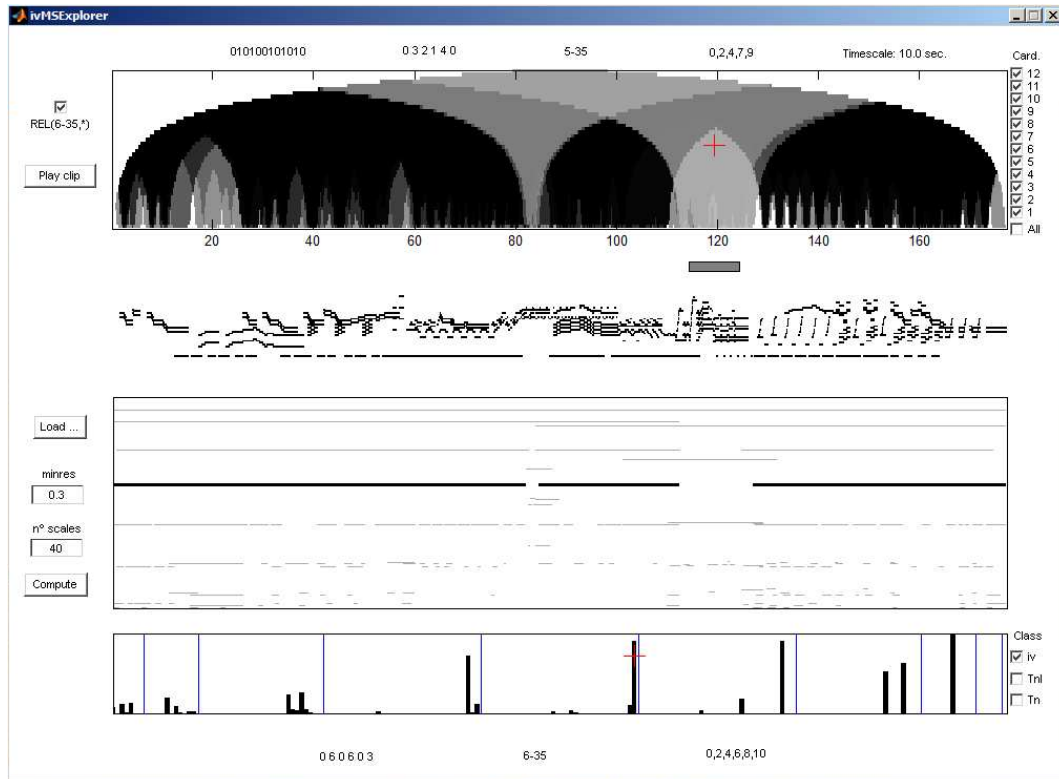 ivMSExplorer
010100101010 0 3 2 1 4 0 5-35 0,2,4,7,9 Timescale: 10.0 sec. Card.
12
11
10
9
8
7
6
5
4
3
2
1
All
REL(6-35,*)
Play clip
20 40 60 80 100 120 140 160
Load ...
minres
0.3
nº scales
40
Compute
Class
iv
TnI
Tn
0 6 0 6 0 3 6-35 0,2,4,6,8,10